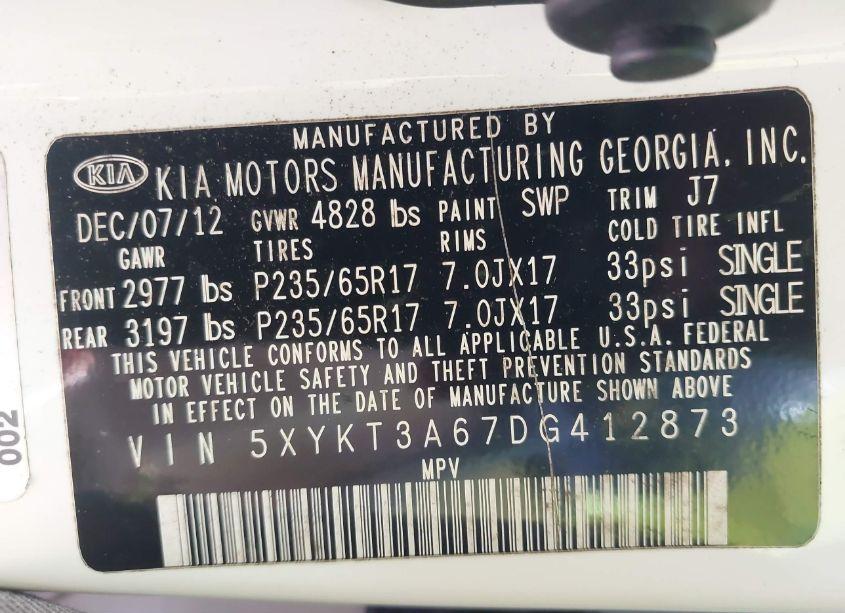 MANUFACTURED BY
KIA KIA MOTORS MANUFACTURING GEORGIA, INC.
DEC/07/12 GVWR 4828 lbs PAINT SWP TRIM J7
GAWR TIRES RIMS COLD TIRE INFL
FRONT 2977 lbs P235/65R17 7.0JX17 33psi SINGLE
REAR 3197 lbs P235/65R17 7.0JX17 33psi SINGLE
THIS VEHICLE CONFORMS TO ALL APPLICABLE U.S.A. FEDERAL
MOTOR VEHICLE SAFETY AND THEFT PREVENTION STANDARDS
IN EFFECT ON THE DATE OF MANUFACTURE SHOWN ABOVE
VIN 5XYKT3A67DG412873
MPV
002